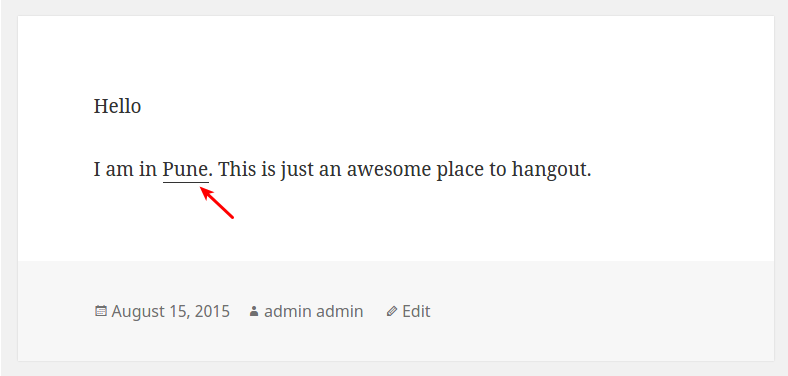 Hello
I am in Pune. This is just an awesome place to hangout.
August 15, 2015 admin admin Edit